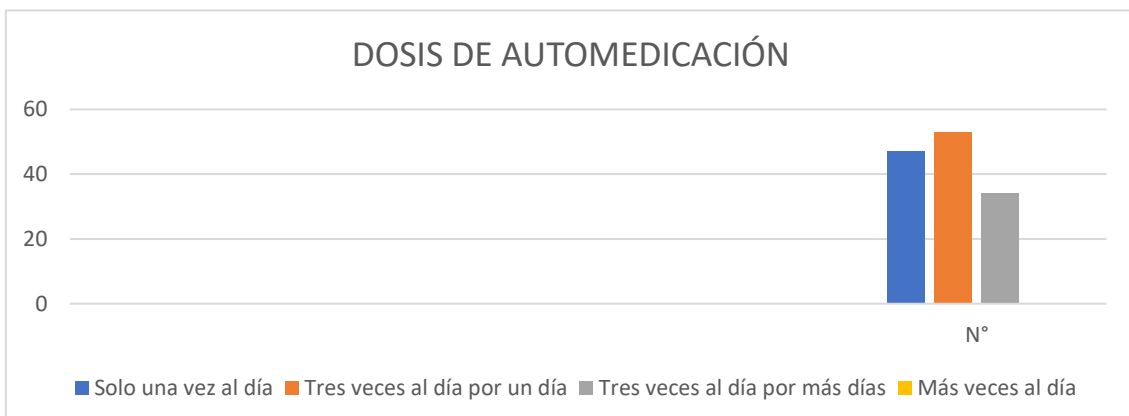 DOSIS DE AUTOMEDICACIÓN
60
40
20
0
N°
Solo una vez al día Tres veces al día por un día Tres veces al día por más días Más veces al día